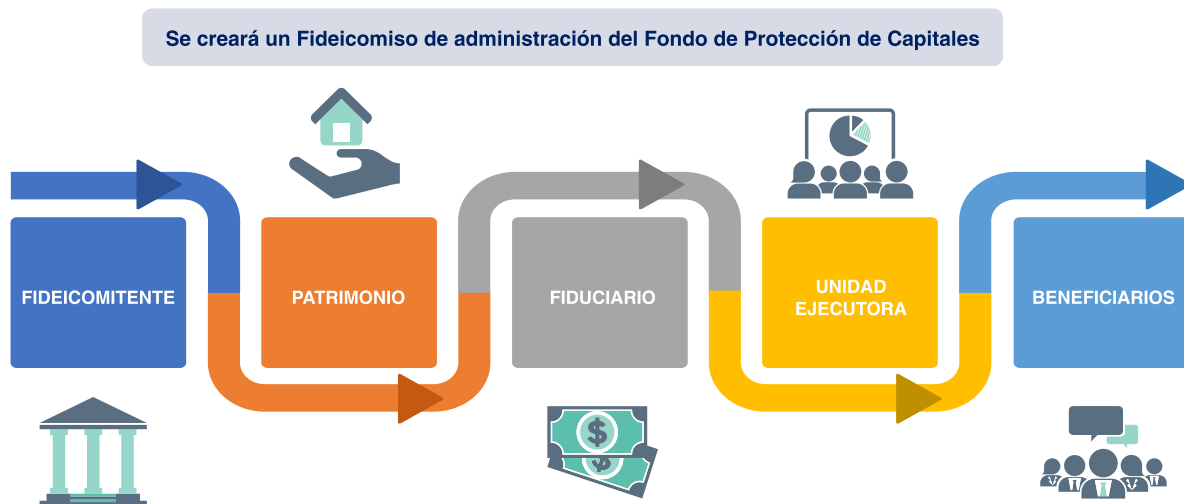 Se creará un Fideicomiso de administración del Fondo de Protección de Capitales
FIDEICOMITENTE
PATRIMONIO
FIDUCIARIO
UNIDAD
EJECUTORA
BENEFICIARIOS